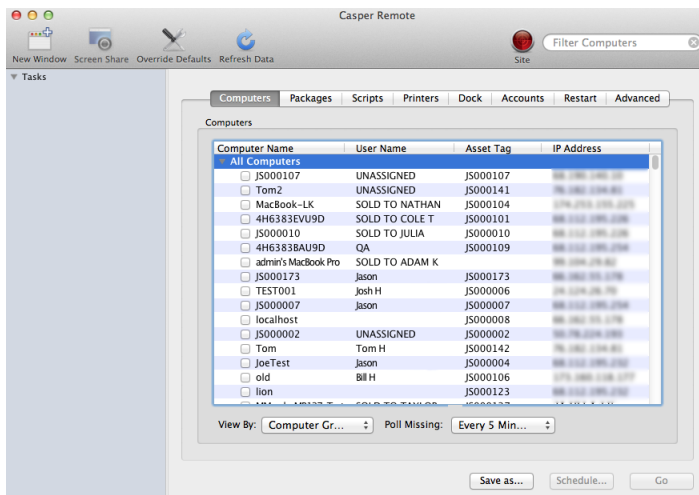 Casper Remote
New Window Screen Share Override Defaults Refresh Data Site Filter Computers
Tasks
Computers Packages Scripts Printers Dock Accounts Restart Advanced
Computers
Computer Name User Name Asset Tag IP Address
All Computers
JS000107 UNASSIGNED JS000107
Tom2 UNASSIGNED JS000141
MacBook-LK SOLD TO NATHAN JS000104
4H6383EVU9D SOLD TO COLE T JS000101
JS000010 SOLD TO JULIA JS000010
4H6383BAU9D QA JS000109
admin's MacBook Pro SOLD TO ADAM K
JS000173 Jason JS000173
TEST001 Josh H JS000006
JS000007 Jason JS000007
localhost JS000008
JS000002 UNASSIGNED JS000002
Tom Tom H JS000142
JoeTest Jason JS000004
old Bill H JS000106
lion JS000123
View By: Computer Gr... Poll Missing: Every 5 Min...
Save as... Schedule... Go